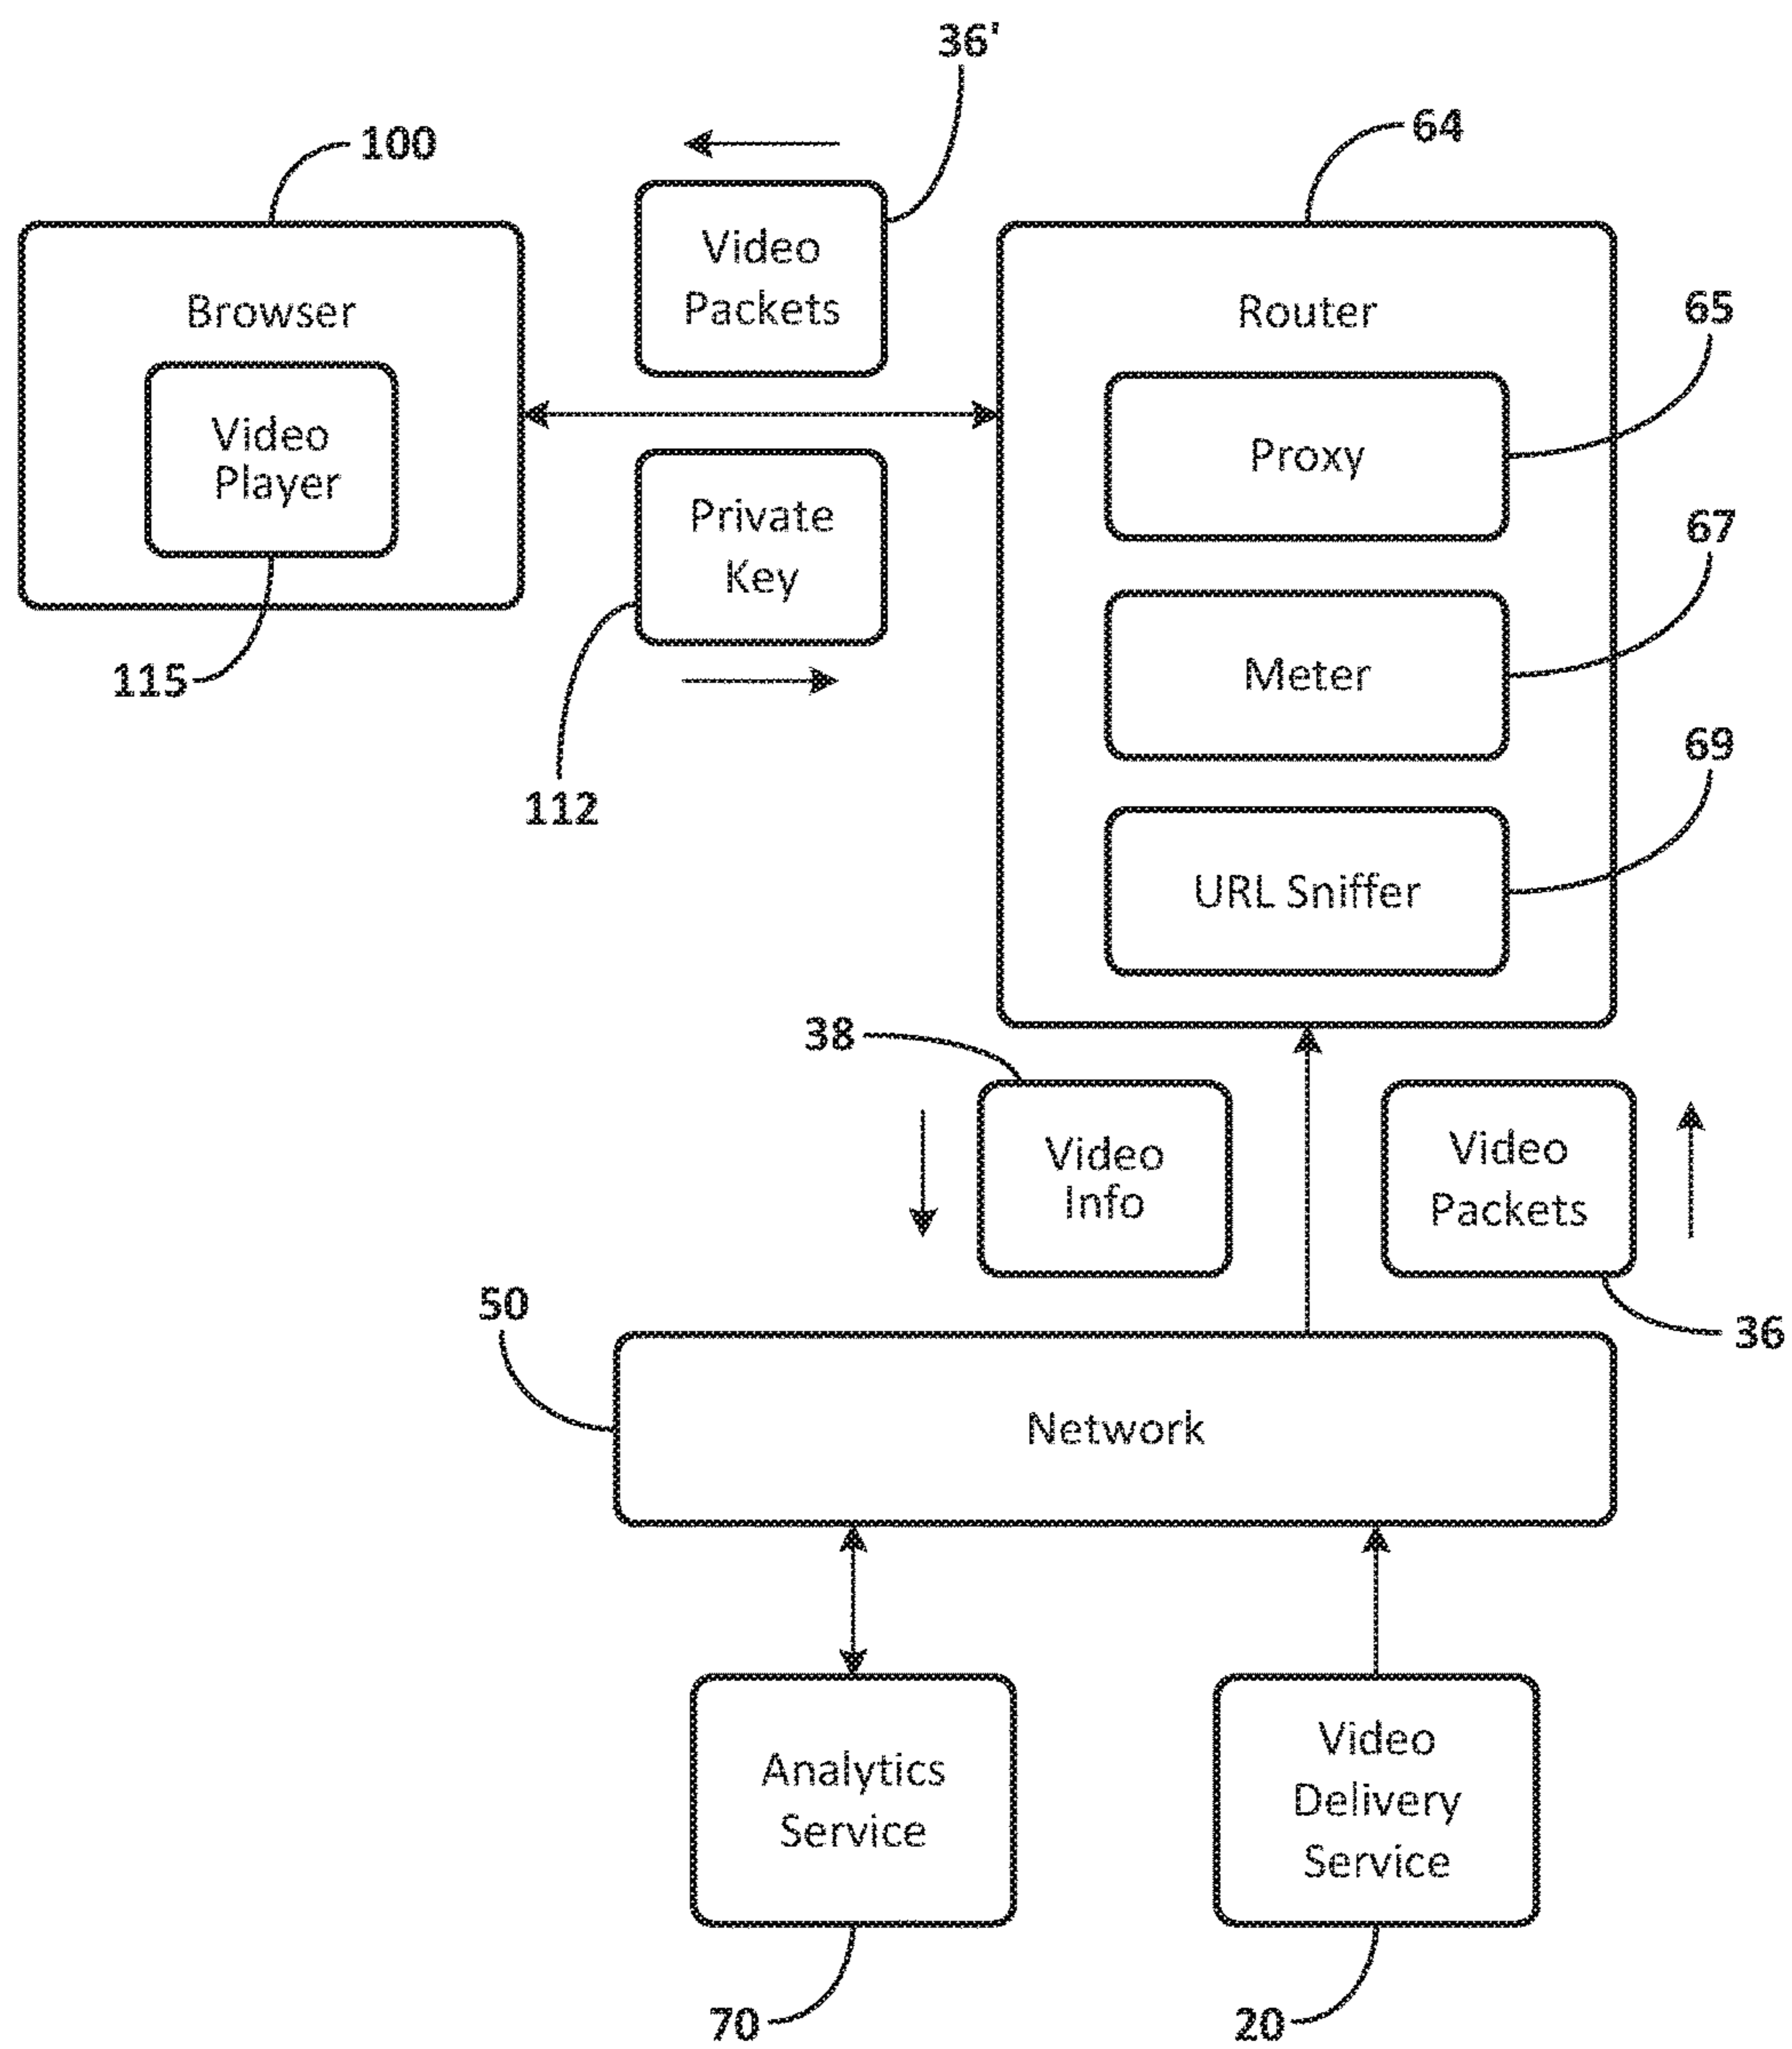 36'
100
64
Video
Packets
Browser
Router
65
Video
Player
Proxy
Private
Key
67
115
Meter
112
69
URL Sniffer
38
Video
Info
Video
Packets
50
36
Network
Analytics
Service
Video
Delivery
Service
70
20